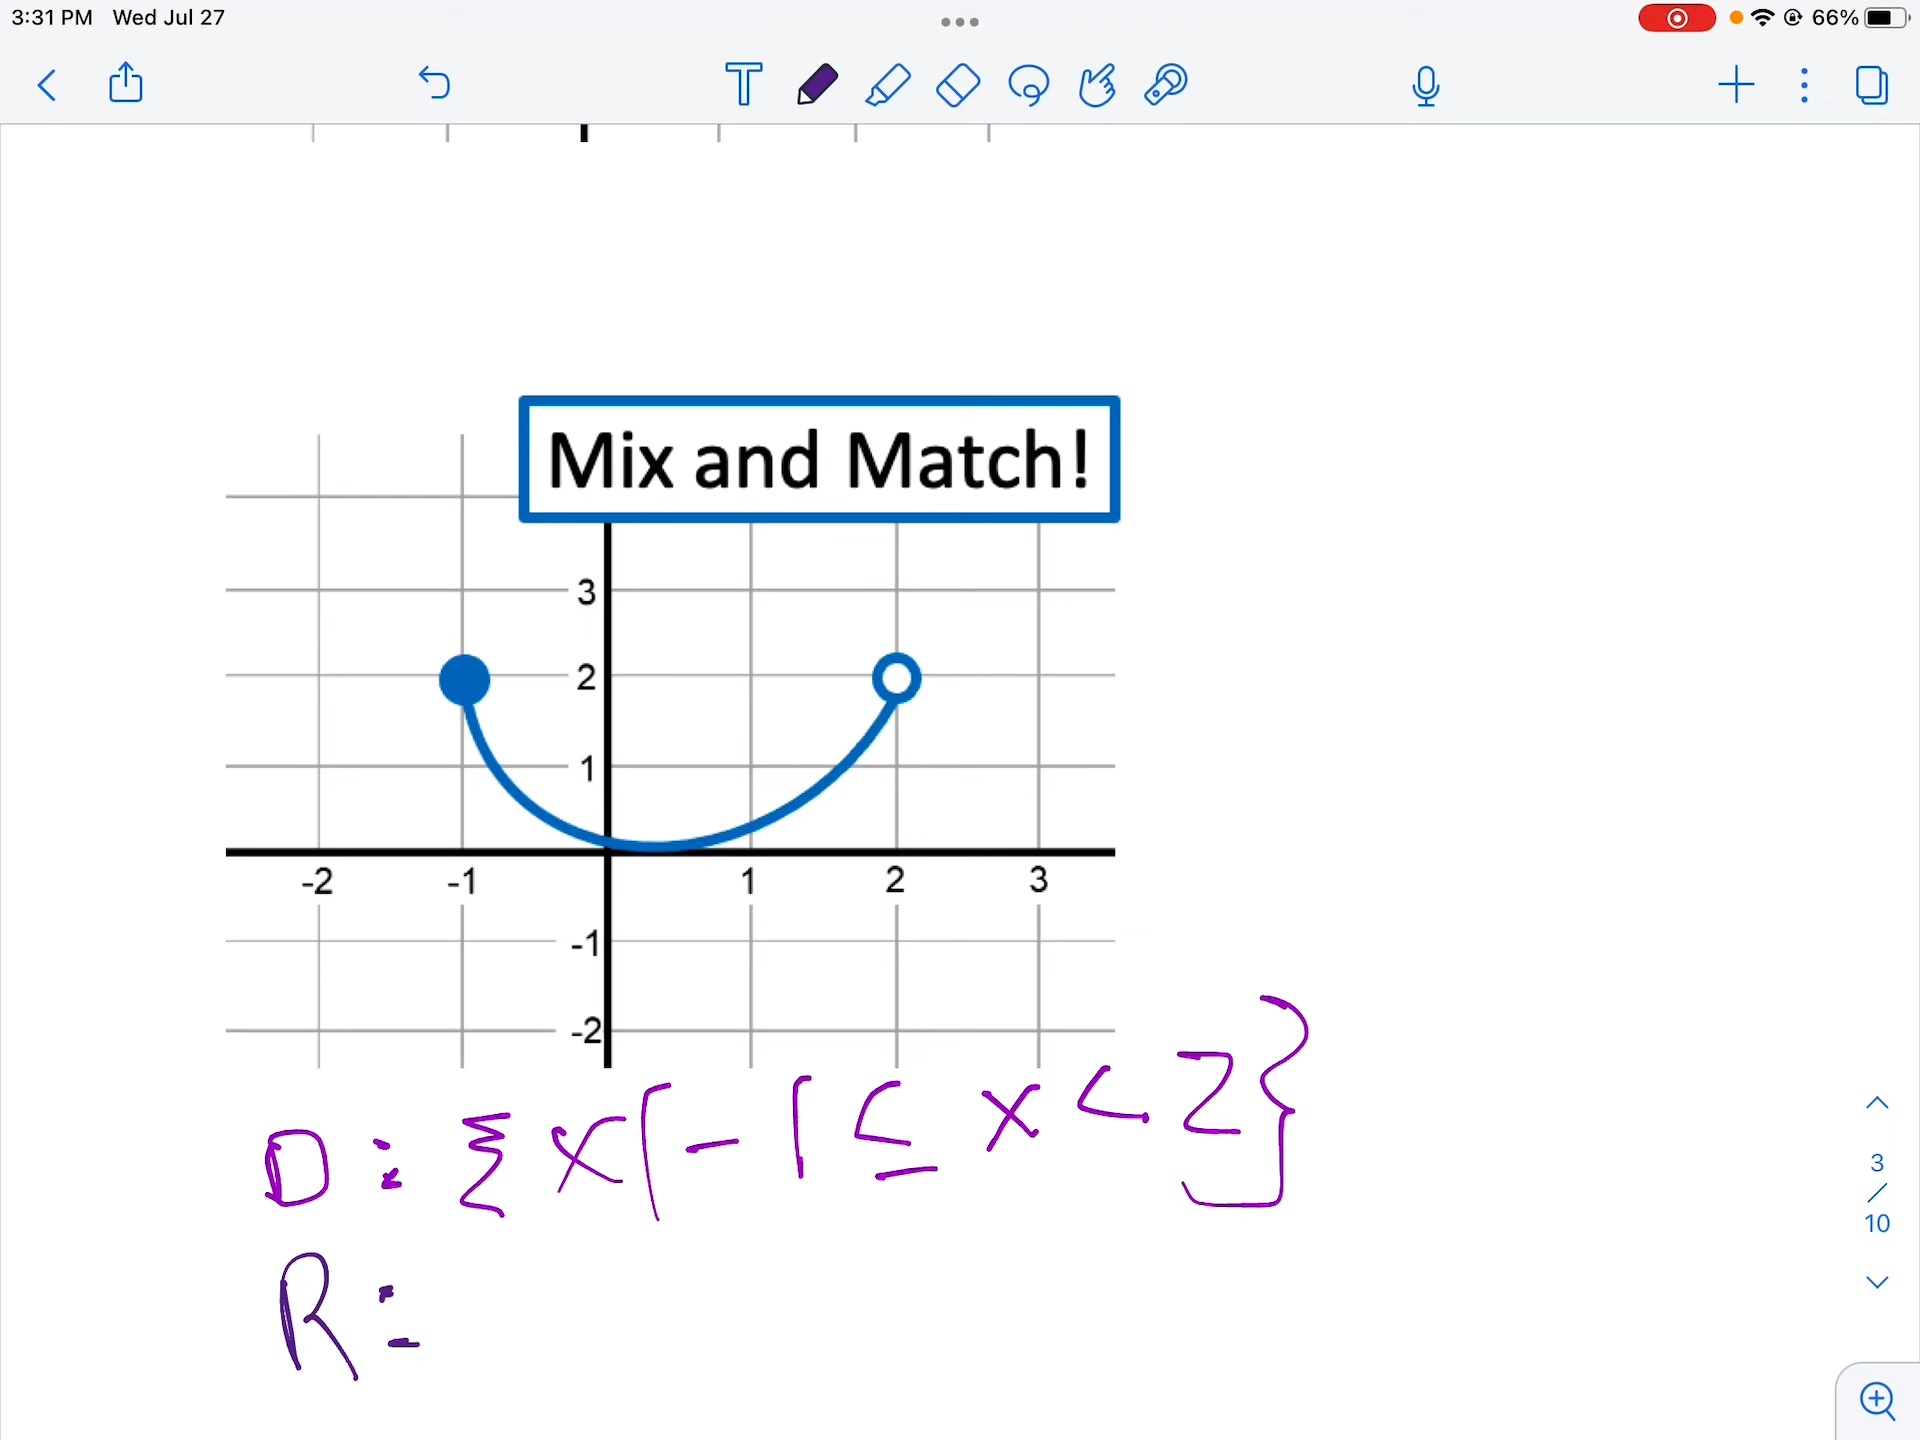 3:31 PM Wed Jul 27
66%
T
Mix and Match!
3
2
1
-2 -1 1 2 3
-1
-2
D: {x|-1≤x<2}
R:
3
/
10